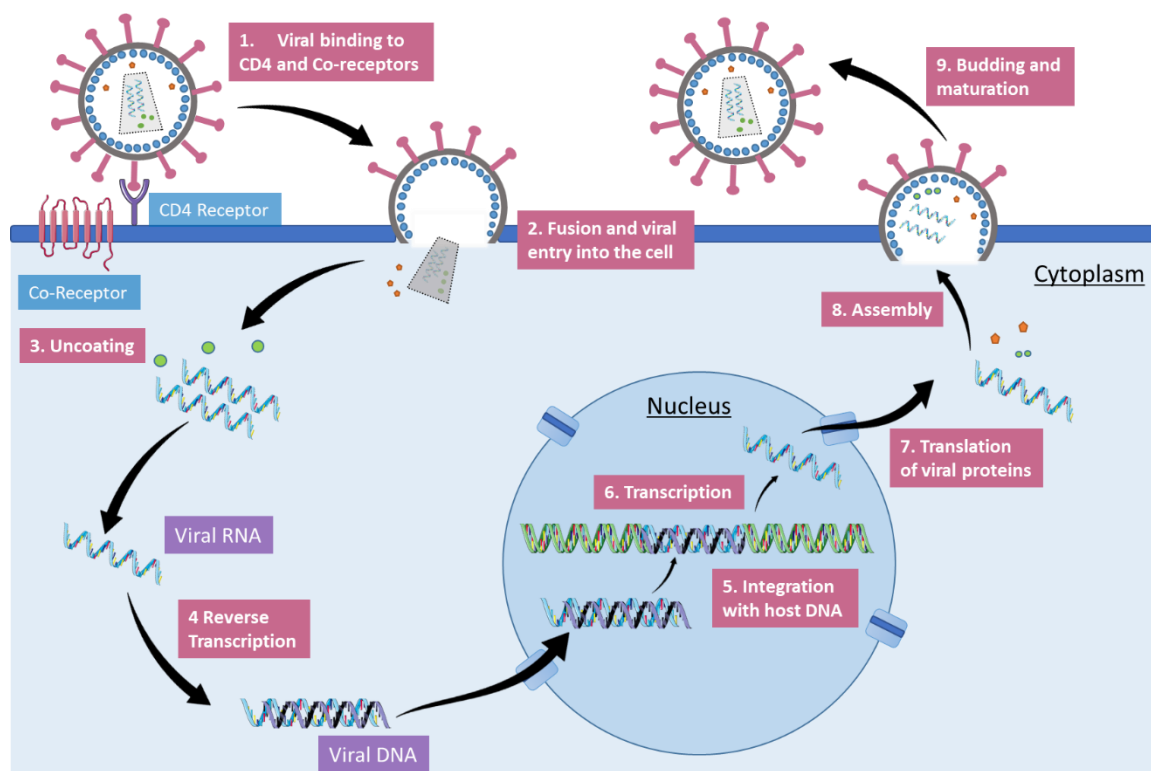 1. Viral binding to
CD4 and Co-receptors
9. Budding and
maturation
CD4 Receptor
2. Fusion and viral
entry into the cell
Cytoplasm
Co-Receptor
8. Assembly
3. Uncoating
Nucleus
7. Translation
of viral proteins
6. Transcription
Viral RNA
5. Integration
with host DNA
4 Reverse
Transcription
Viral DNA